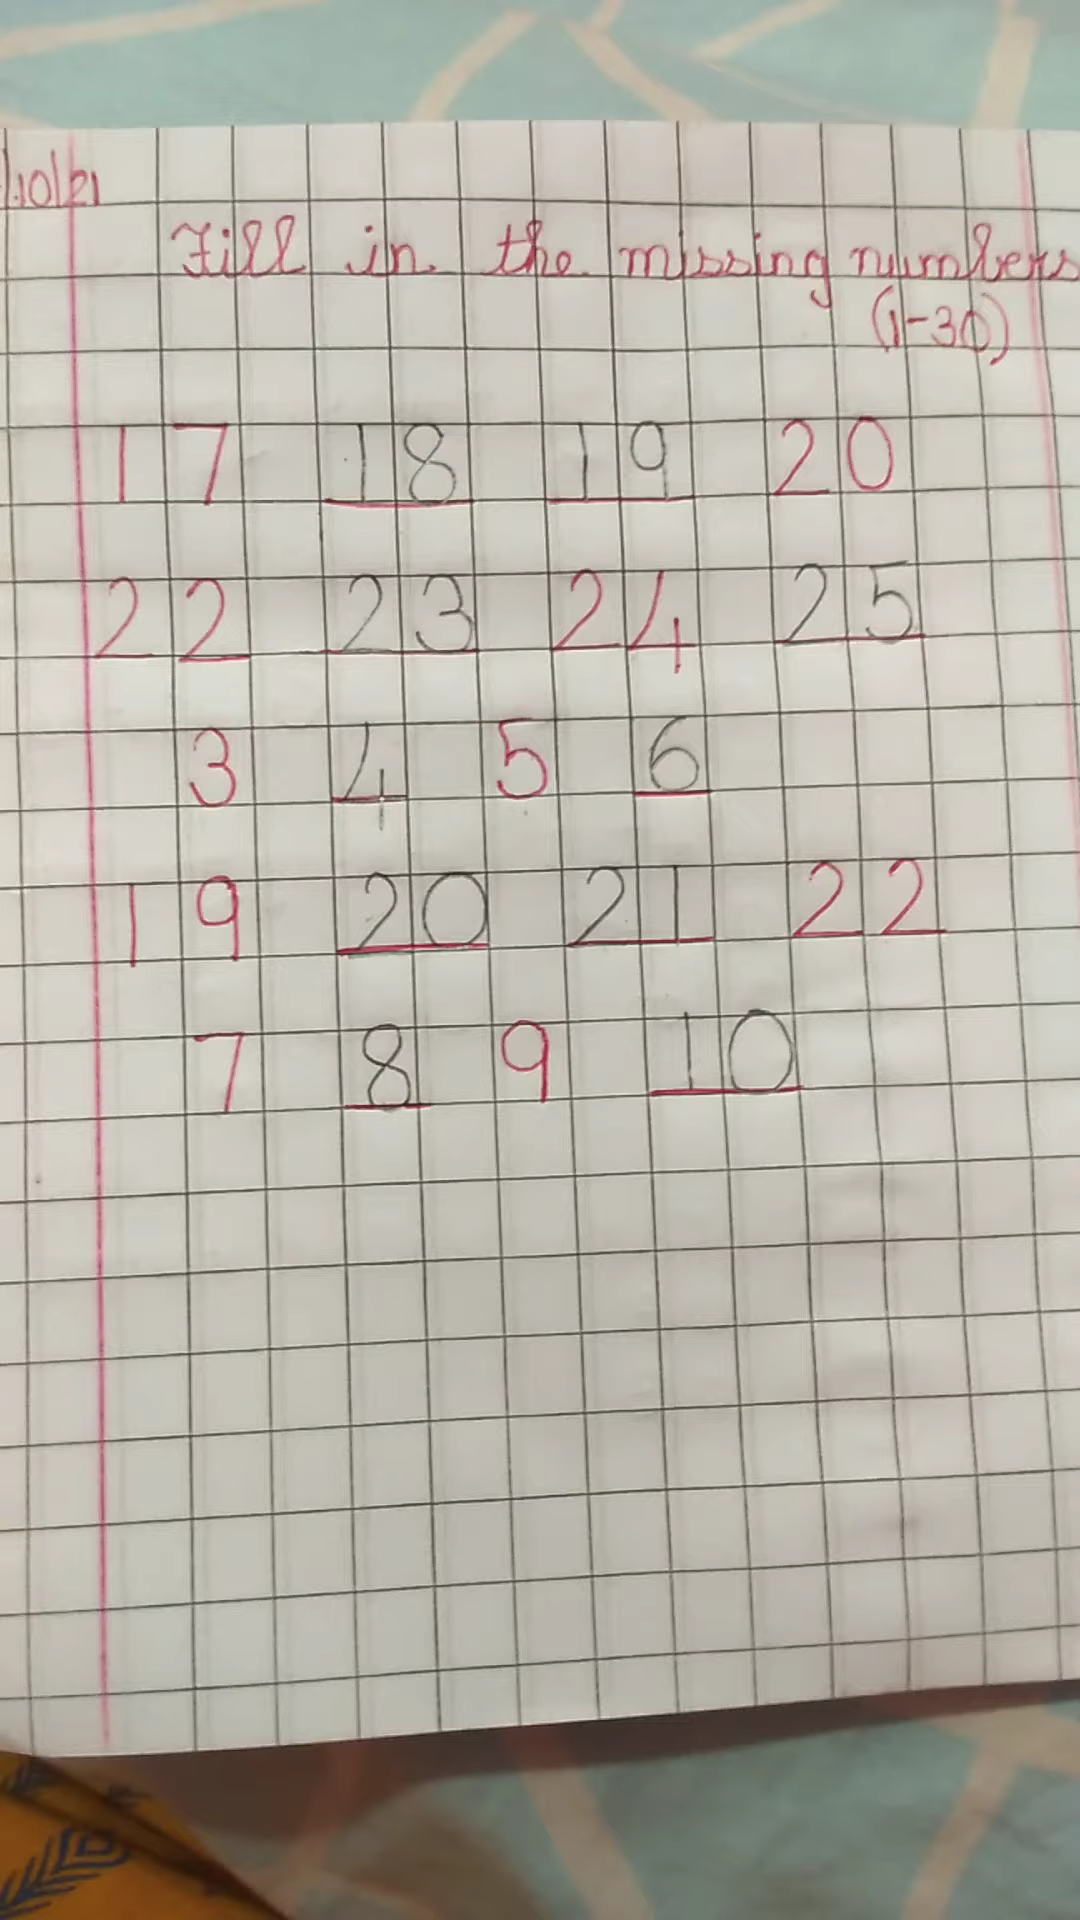 10/21
Fill in the missing numbers
(1-30)
17 18 19 20
22 23 24 25
3 4 5 6
19 20 21 22
7 8 9 10